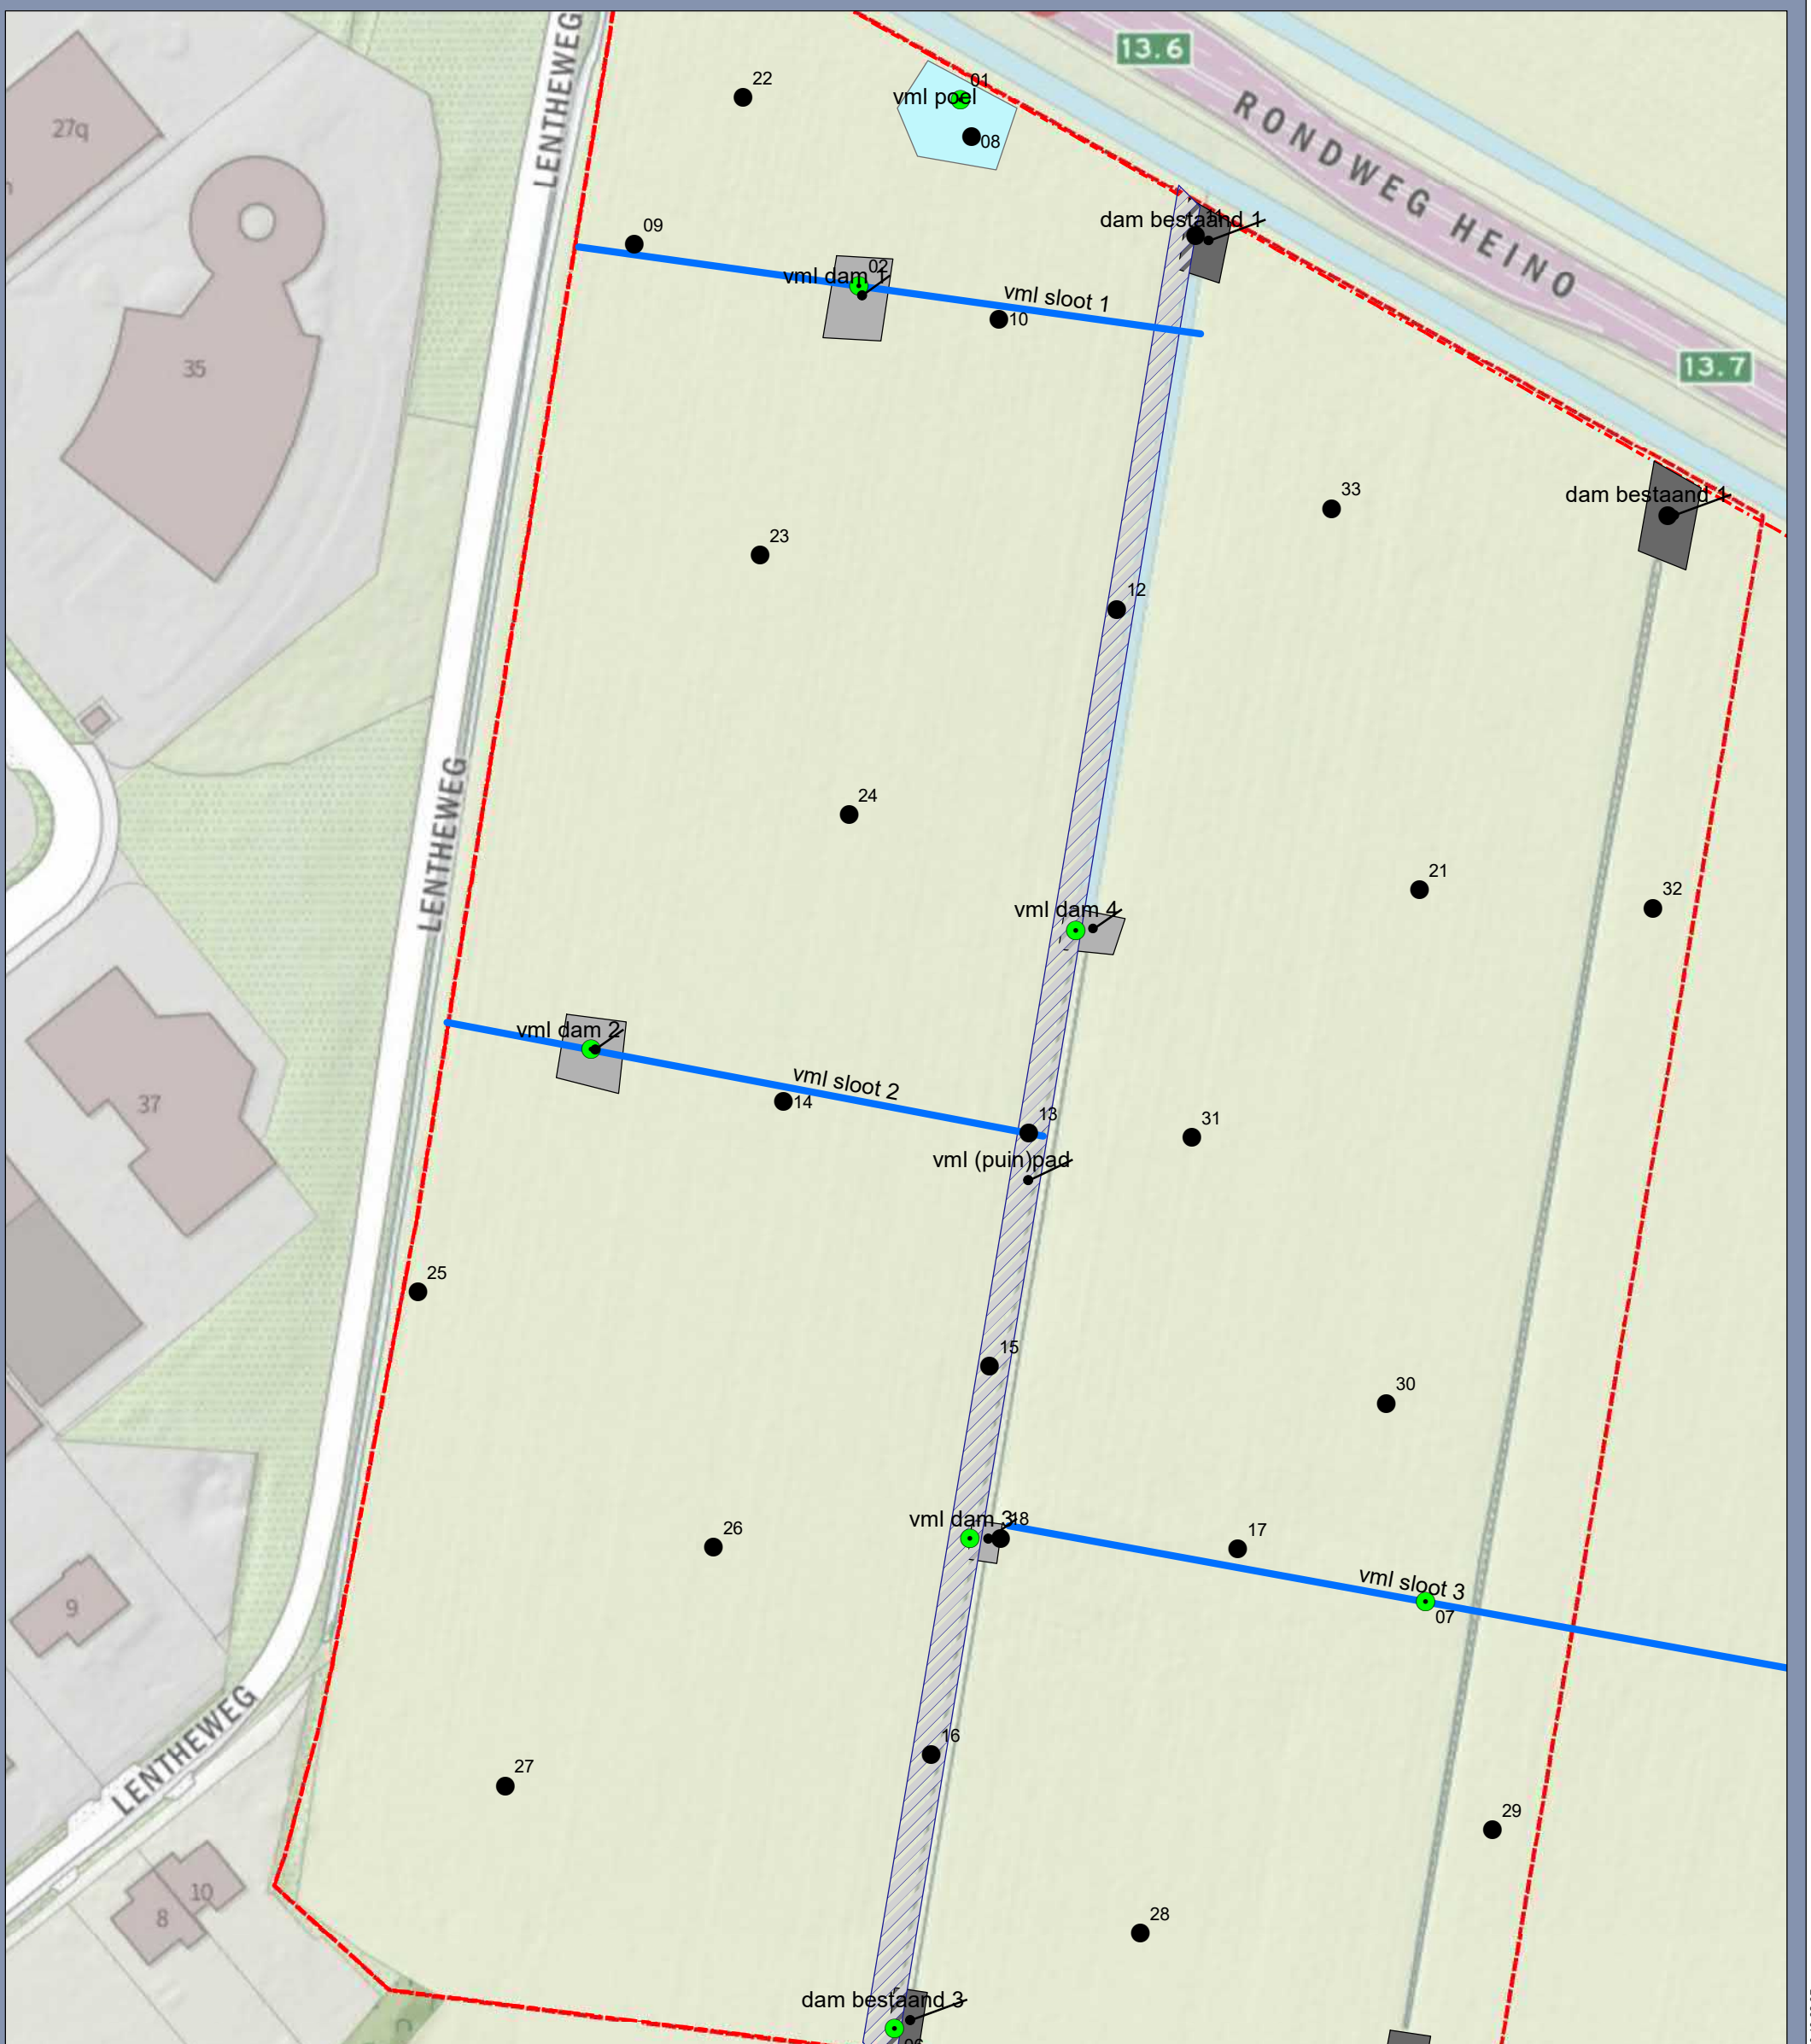 LENTHEWEG
13.6
22
01
vml poel
08
RONDWEG HEINO
27q
09
dam bestaand 1
02
vml dam 1
vml sloot 1
10
13.7
35
33
dam bestaand 1
23
12
24
LENTHEWEG
21
32
vml dam 4
vml dam 2
vml sloot 2
14
13
37
31
vml (puin)pad
25
15
30
26
vml dam 3
18
17
vml sloot 3
07
9
16
LENTHEWEG
27
29
10
8
28
dam bestaand 3
06